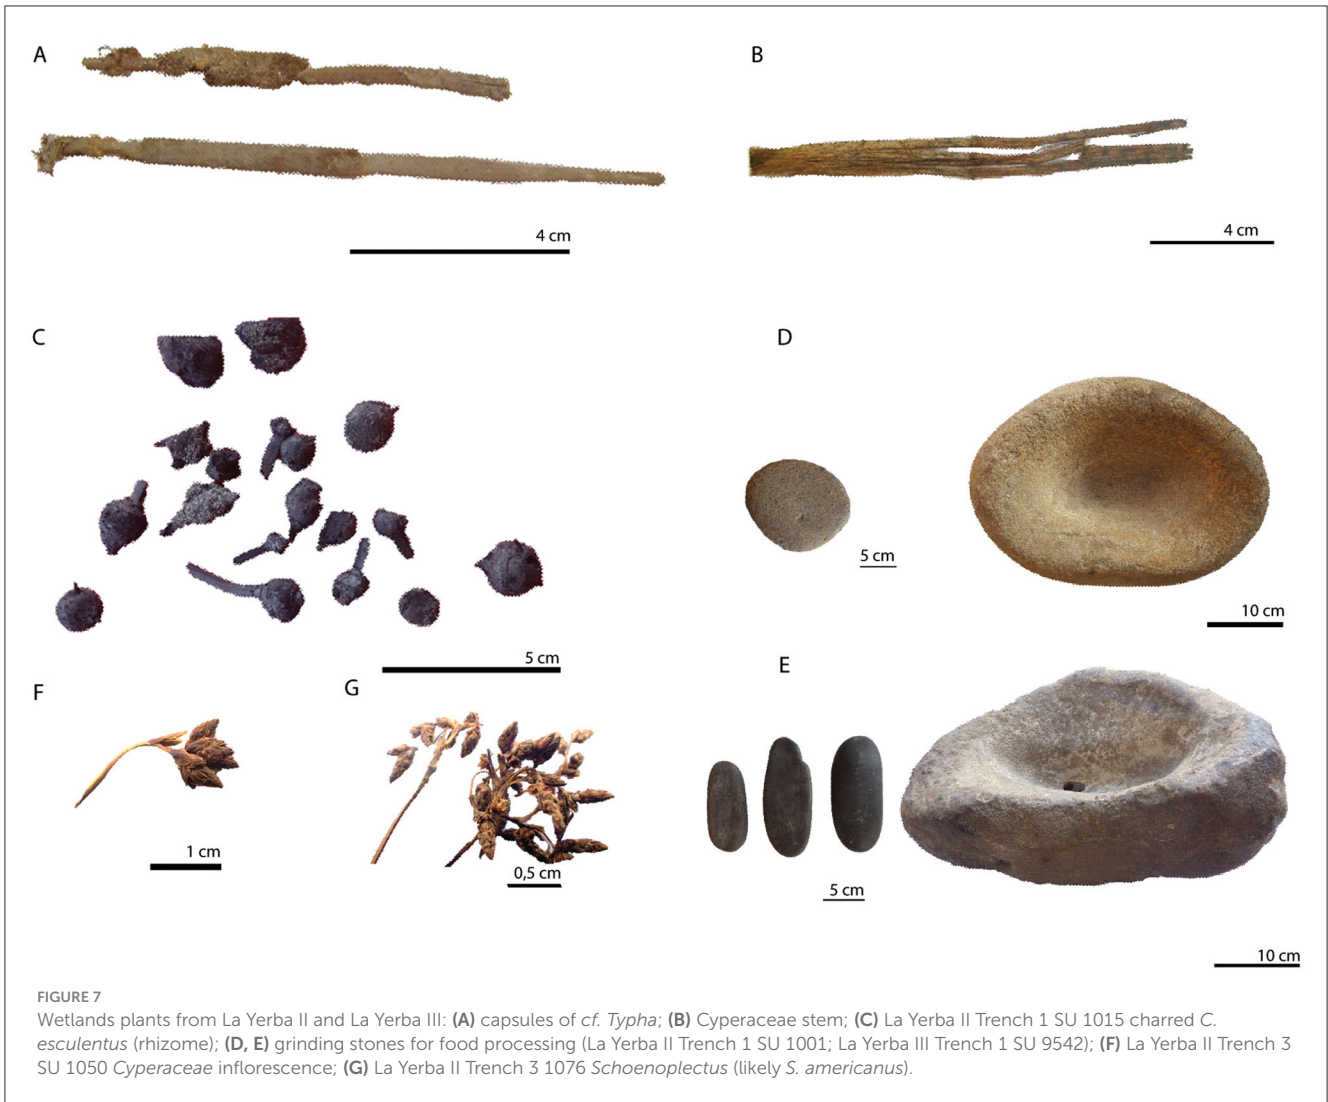 A
B
4 cm
4 cm
C
D
5 cm
10 cm
5 cm
F
G
E
1 cm
0,5 cm
5 cm
10 cm
FIGURE 7
Wetlands plants from La Yerba II and La Yerba III: (A) capsules of cf. Typha; (B) Cyperaceae stem; (C) La Yerba II Trench 1 SU 1015 charred C.
esculentus (rhizome); (D, E) grinding stones for food processing (La Yerba II Trench 1 SU 1001; La Yerba III Trench 1 SU 9542); (F) La Yerba II Trench 3
SU 1050 Cyperaceae inflorescence; (G) La Yerba II Trench 3 1076 Schoenoplectus (likely S. americanus).